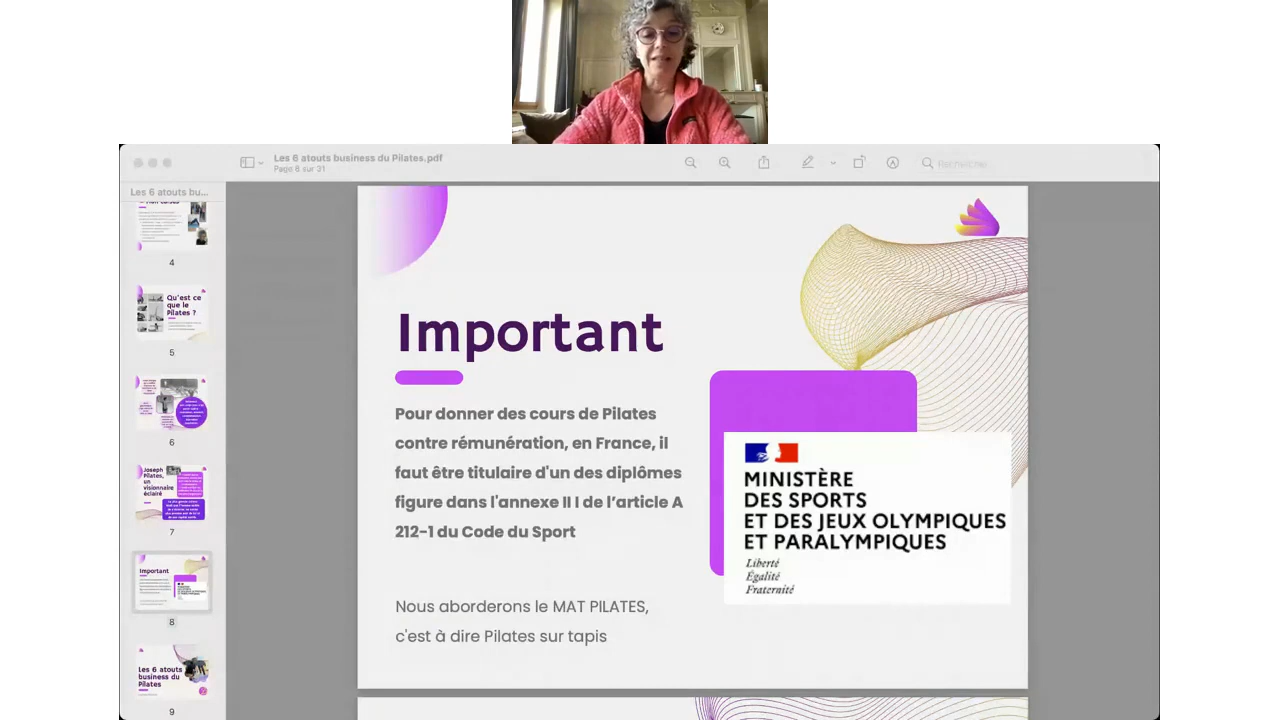 Les 6 atouts business du Pilates.pdf
Page 8 sur 31
Recherche
Les 6 atouts bu...
4
Qu'est ce
que le
Pilates ?
5
6
Joseph
Pilates,
un
visionnaire
éclairé
7
Important
8
Les 6 atouts
business du
Pilates
9
Important
Pour donner des cours de Pilates
contre rémunération, en France, il
faut être titulaire d'un des diplômes
figure dans l'annexe II I de l’article A
212-1 du Code du Sport
Nous aborderons le MAT PILATES,
c'est à dire Pilates sur tapis
MINISTÈRE
DES SPORTS
ET DES JEUX OLYMPIQUES
ET PARALYMPIQUES
Liberté
Égalité
Fraternité